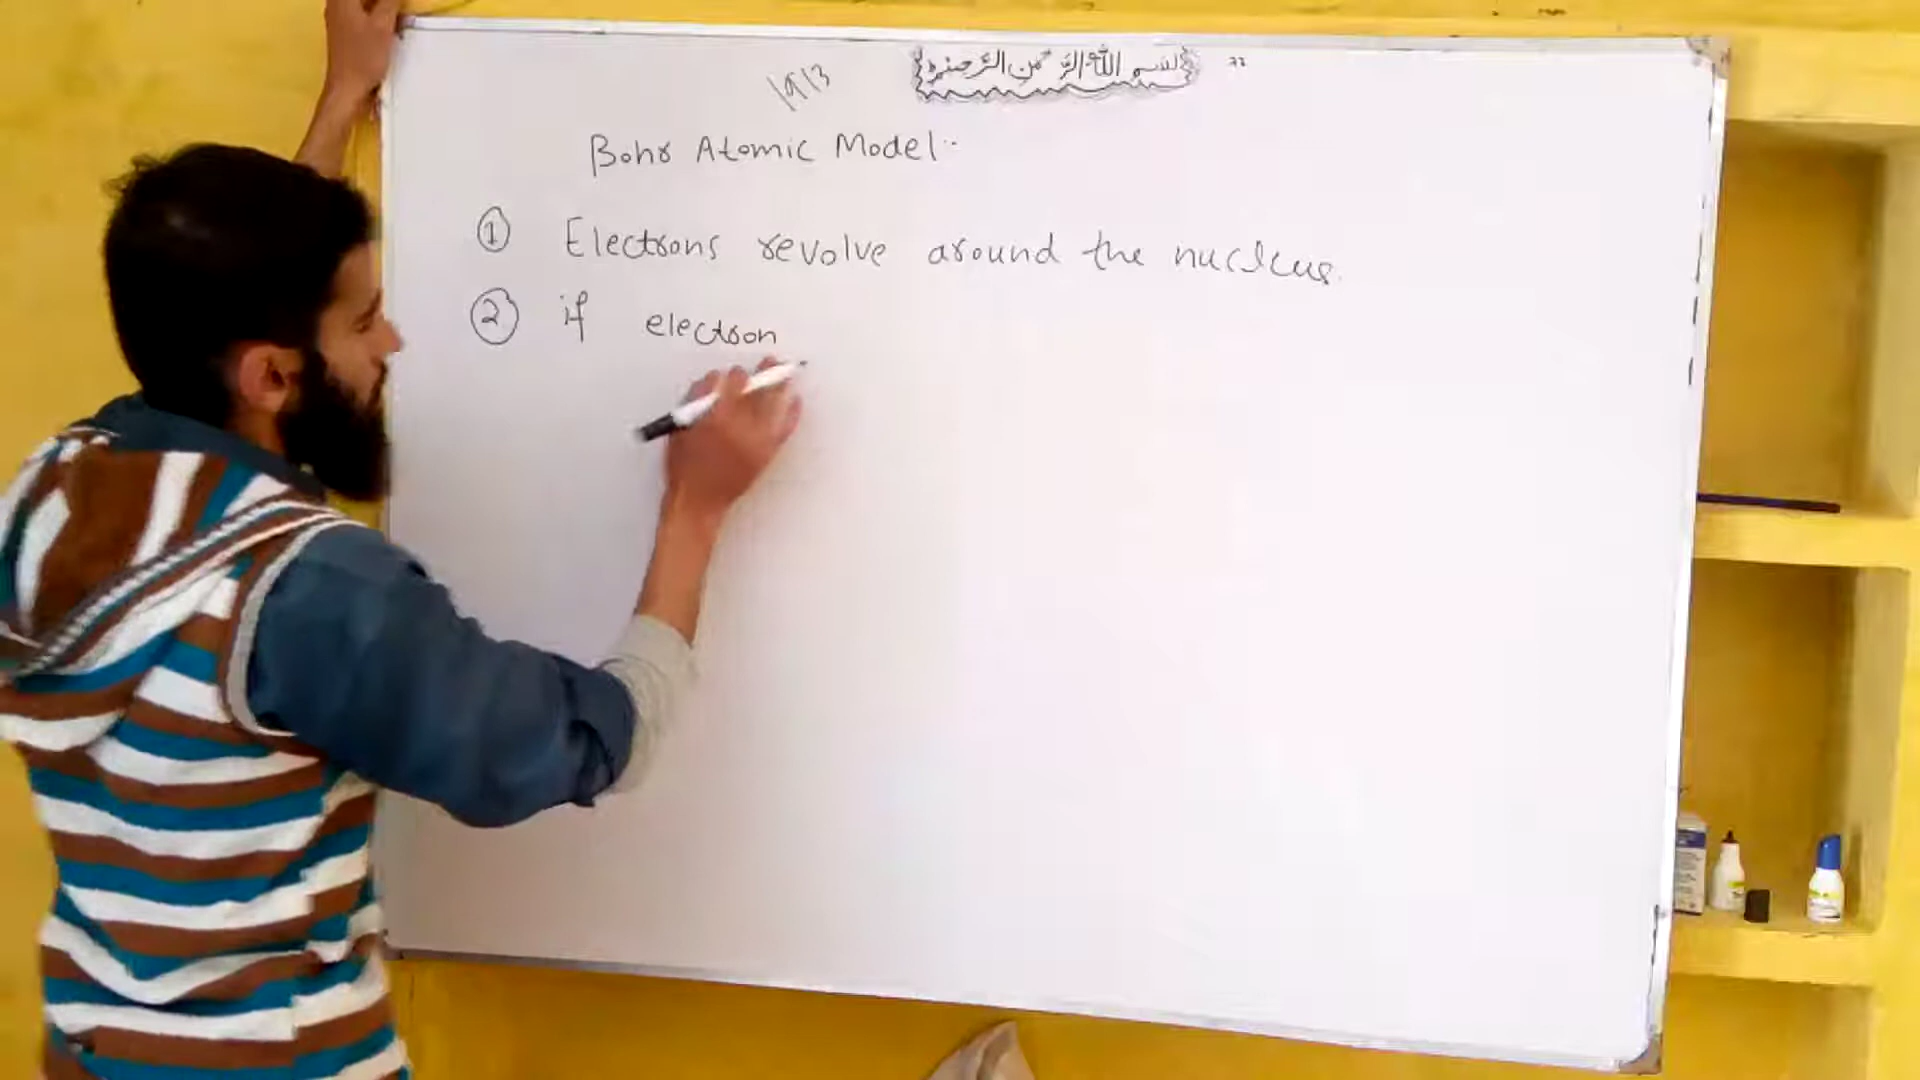 بسم الله الرحمن الرحيم
1913
Bohr Atomic Model
① Electrons revolve around the nucleus.
② if electron